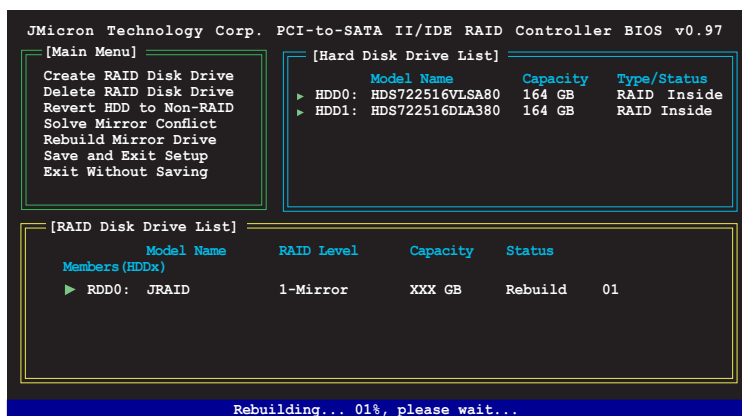 JMicron Technology Corp. PCI-to-SATA II/IDE RAID Controller BIOS v0.97
[Main Menu]
Create RAID Disk Drive
Delete RAID Disk Drive
Revert HDD to Non-RAID
Solve Mirror Conflict
Rebuild Mirror Drive
Save and Exit Setup
Exit Without Saving
[Hard Disk Drive List]
Model Name Capacity Type/Status
HDD0: HDS722516VLSA80 164 GB RAID Inside
HDD1: HDS722516DLA380 164 GB RAID Inside
[RAID Disk Drive List]
Model Name RAID Level Capacity Status
Members(HDDx)
RDD0: JRAID 1-Mirror XXX GB Rebuild 01
Rebuilding... 01%, please wait...